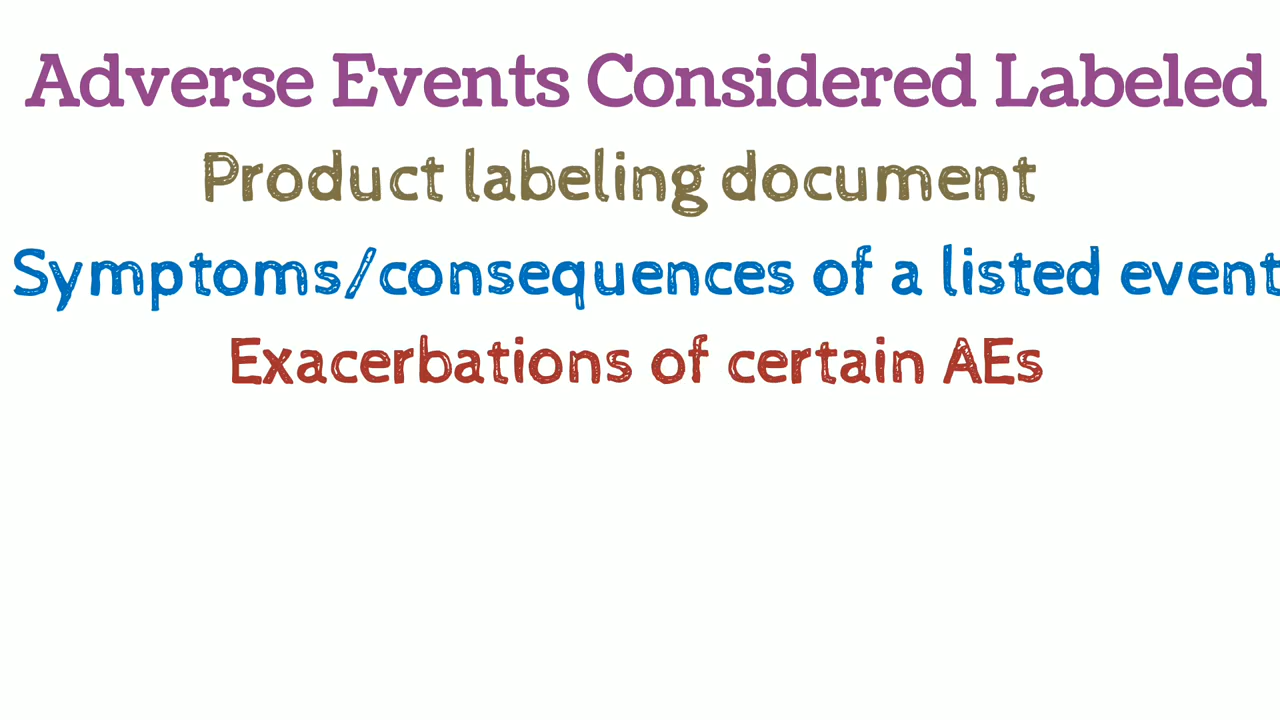 Adverse Events Considered Labeled
Product labeling document
Symptoms/consequences of a listed event
Exacerbations of certain AEs